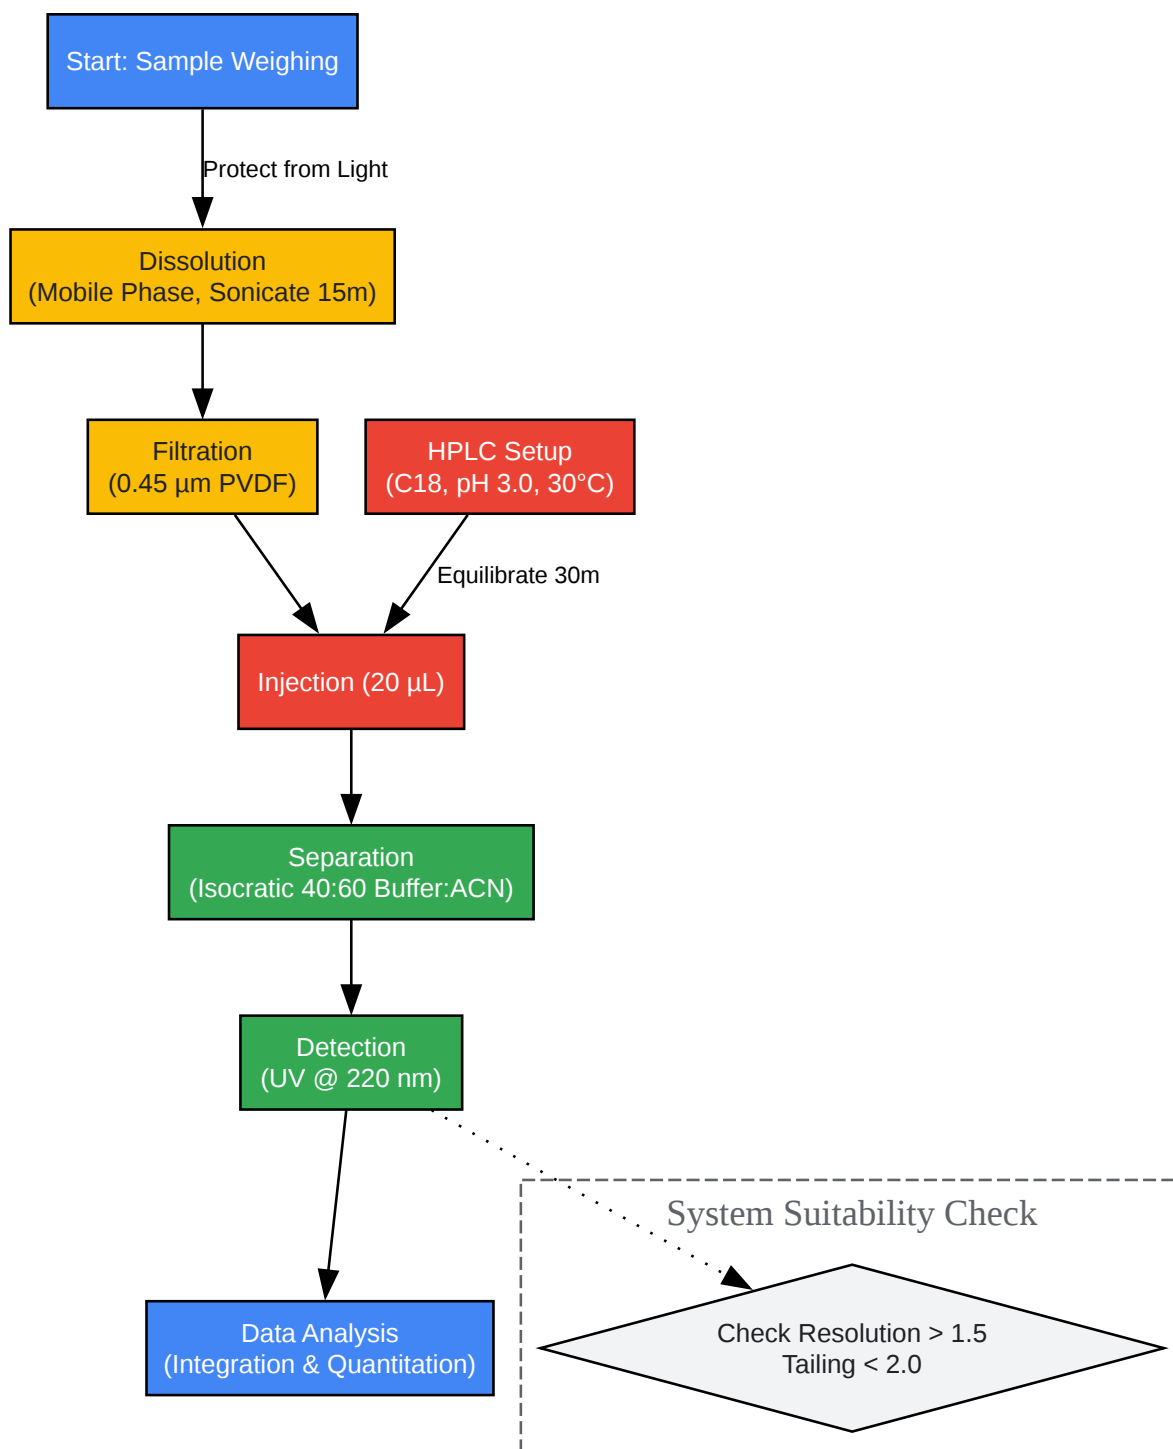 Start: Sample Weighing
Protect from Light
Dissolution
(Mobile Phase, Sonicate 15m)
Filtration
(0.45 µm PVDF)
HPLC Setup
(C18, pH 3.0, 30°C)
Equilibrate 30m
Injection (20 µL)
Separation
(Isocratic 40:60 Buffer:ACN)
Detection
(UV @ 220 nm)
System Suitability Check
Data Analysis
(Integration & Quantitation)
Check Resolution > 1.5
Tailing < 2.0